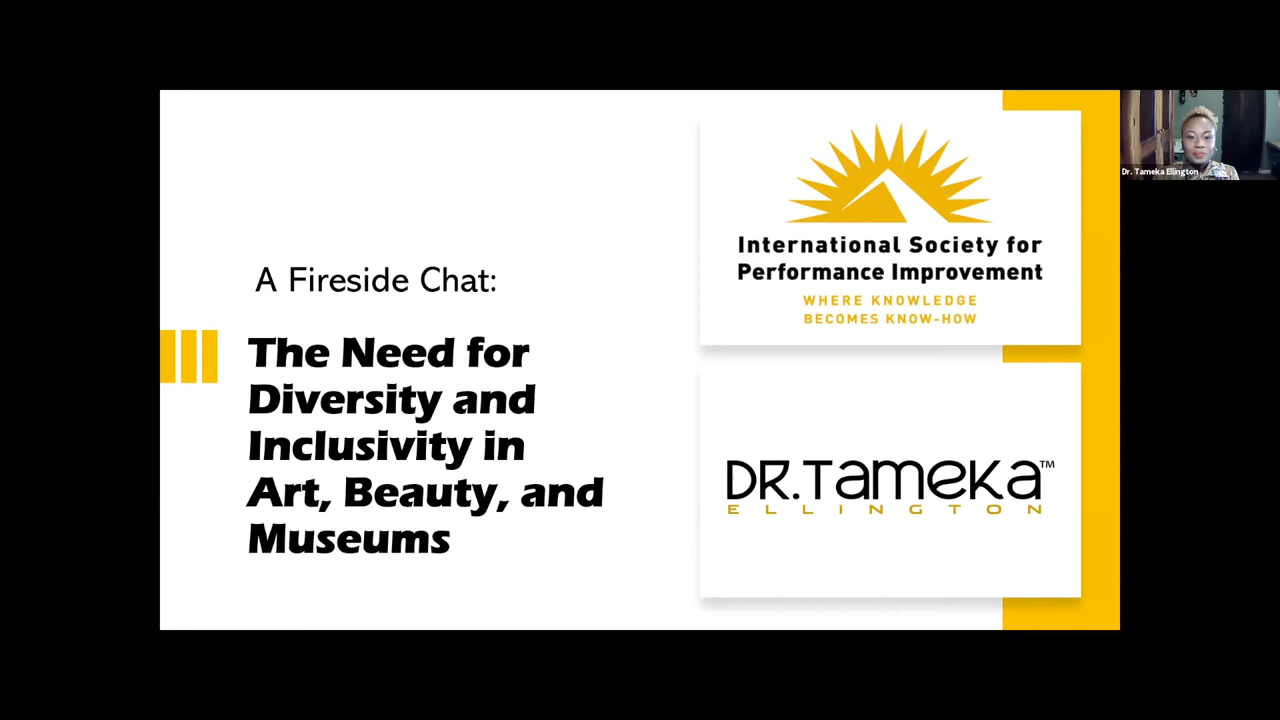 A Fireside Chat:
The Need for
Diversity and
Inclusivity in
Art, Beauty, and
Museums
International Society for
Performance Improvement
WHERE KNOWLEDGE
BECOMES KNOW-HOW
DR.TAMEKA™
ELLINGTON
Dr. Tameka Ellington